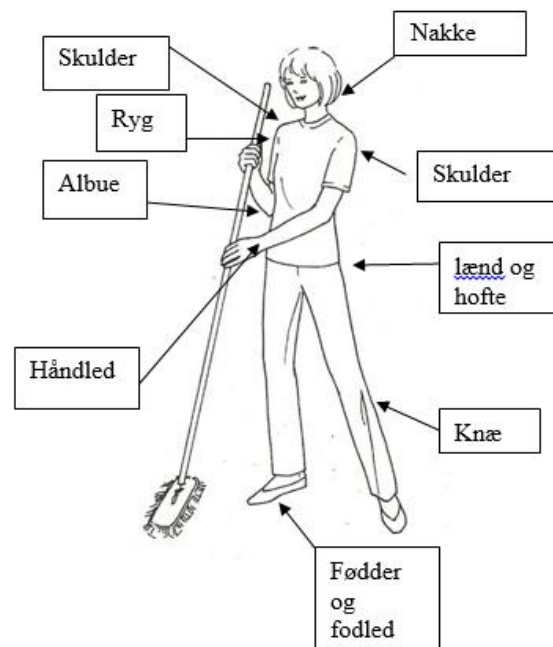 Nakke
Skulder
Ryg
Albue
Skulder
lænd og
hofte
Håndled
Knæ
Fødder
og
fodled